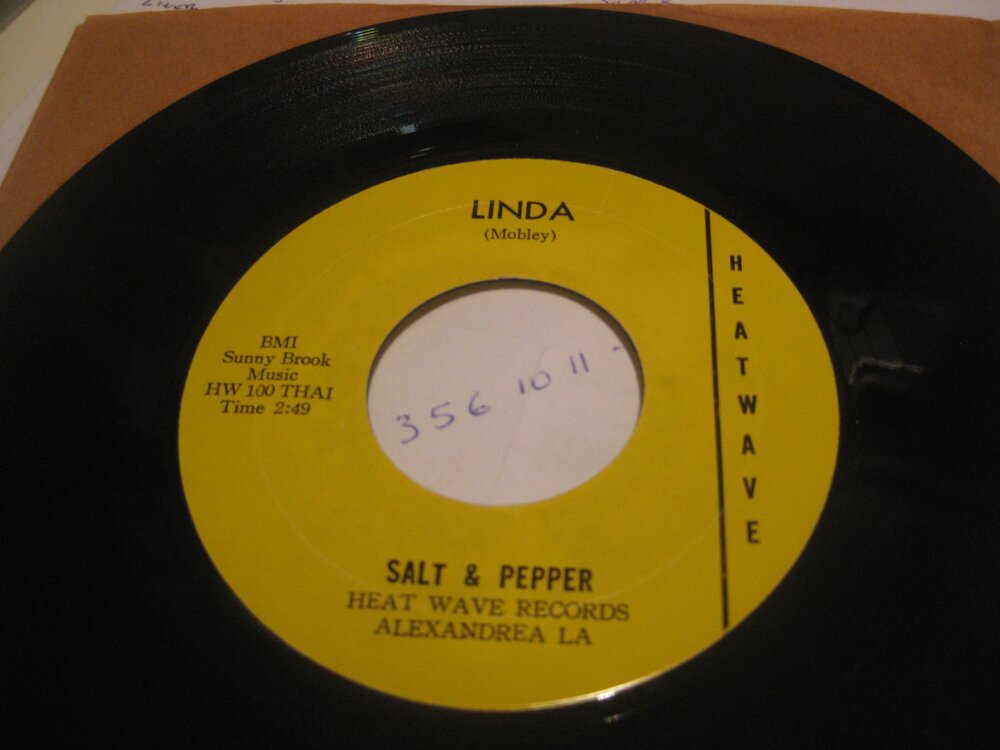 LINDA
(Mobley)
HEATWAVE
BMI
Sunny Brook
Music
HW 100 THAI
Time 2:49
356 10 11
SALT & PEPPER
HEAT WAVE RECORDS
ALEXANDREA LA